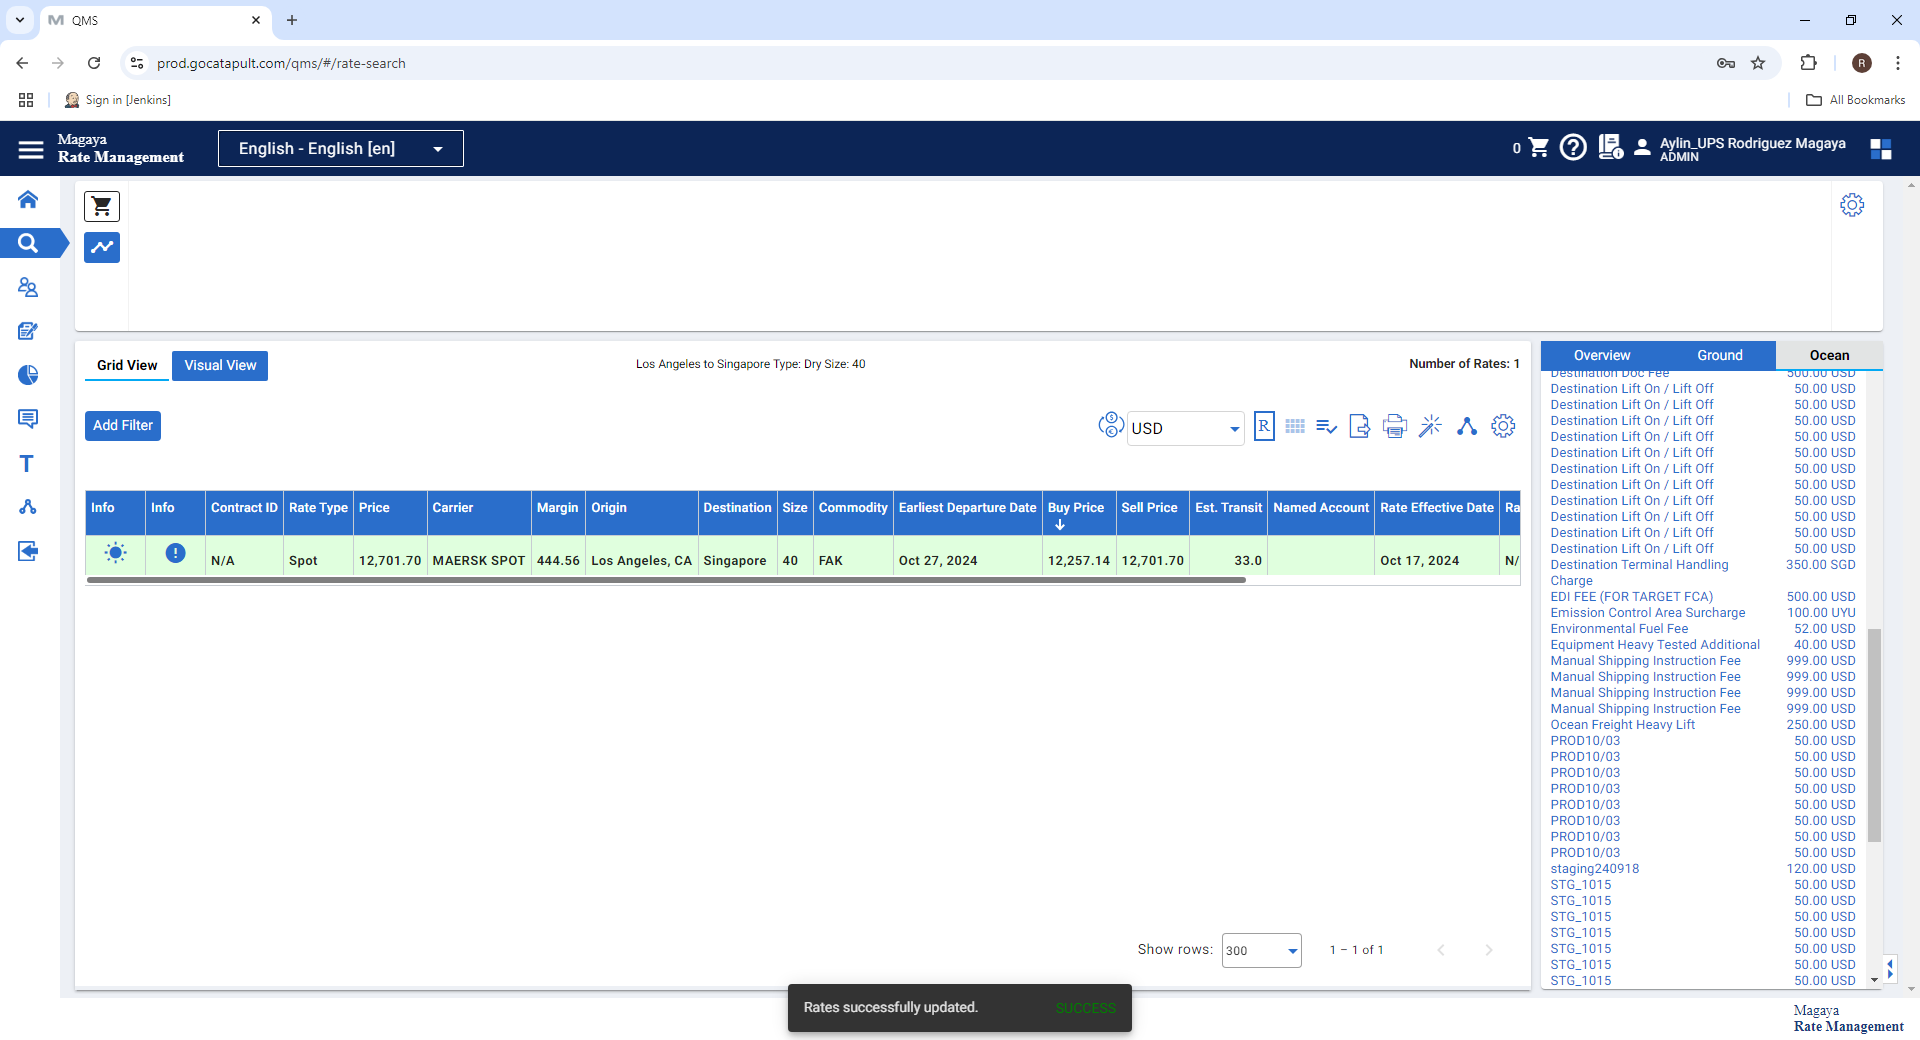 QMS
prod.gocatapult.com/qms/#/rate-search
R
Sign in [Jenkins]
All Bookmarks
Magaya
Rate Management
English - English [en]
0
Aylin_UPS Rodriguez Magaya
ADMIN
Grid View
Visual View
Los Angeles to Singapore Type: Dry Size: 40
Number of Rates: 1
Add Filter
USD
R
Info Info Contract ID Rate Type Price Carrier Margin Origin Destination Size Commodity Earliest Departure Date Buy Price Sell Price Est. Transit Named Account Rate Effective Date Ra
N/A Spot 12,701.70 MAERSK SPOT 444.56 Los Angeles, CA Singapore 40 FAK Oct 27, 2024 12,257.14 12,701.70 33.0 Oct 17, 2024 N/
Show rows: 300 1 – 1 of 1
Overview Ground Ocean
Destination Doc Fee 500.00 USD
Destination Lift On / Lift Off 50.00 USD
Destination Lift On / Lift Off 50.00 USD
Destination Lift On / Lift Off 50.00 USD
Destination Lift On / Lift Off 50.00 USD
Destination Lift On / Lift Off 50.00 USD
Destination Lift On / Lift Off 50.00 USD
Destination Lift On / Lift Off 50.00 USD
Destination Lift On / Lift Off 50.00 USD
Destination Lift On / Lift Off 50.00 USD
Destination Lift On / Lift Off 50.00 USD
Destination Lift On / Lift Off 50.00 USD
Destination Terminal Handling 350.00 SGD
Charge
EDI FEE (FOR TARGET FCA) 500.00 USD
Emission Control Area Surcharge 100.00 UYU
Environmental Fuel Fee 52.00 USD
Equipment Heavy Tested Additional 40.00 USD
Manual Shipping Instruction Fee 999.00 USD
Manual Shipping Instruction Fee 999.00 USD
Manual Shipping Instruction Fee 999.00 USD
Manual Shipping Instruction Fee 999.00 USD
Ocean Freight Heavy Lift 250.00 USD
PROD10/03 50.00 USD
PROD10/03 50.00 USD
PROD10/03 50.00 USD
PROD10/03 50.00 USD
PROD10/03 50.00 USD
PROD10/03 50.00 USD
PROD10/03 50.00 USD
PROD10/03 50.00 USD
staging240918 120.00 USD
STG_1015 50.00 USD
STG_1015 50.00 USD
STG_1015 50.00 USD
STG_1015 50.00 USD
STG_1015 50.00 USD
STG_1015 50.00 USD
STG_1015 50.00 USD
Rates successfully updated. SUCCESS
Magaya
Rate Management